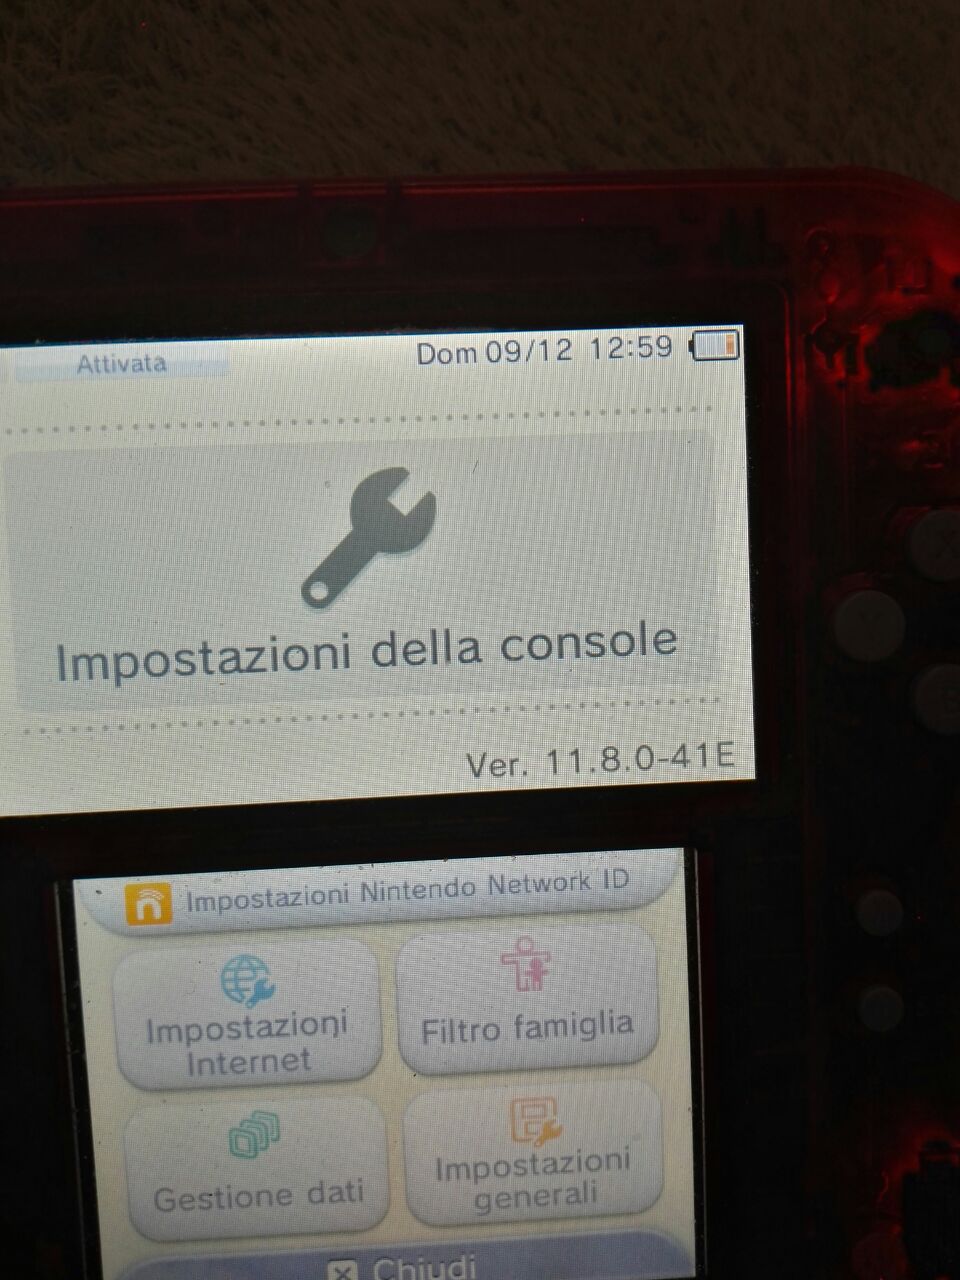 Attivata
Dom 09/12 12:59
Impostazioni della console
Ver. 11.8.0-41E
Impostazioni Nintendo Network ID
Impostazioni
Internet
Filtro famiglia
Gestione dati
Impostazioni
generali
Chiudi